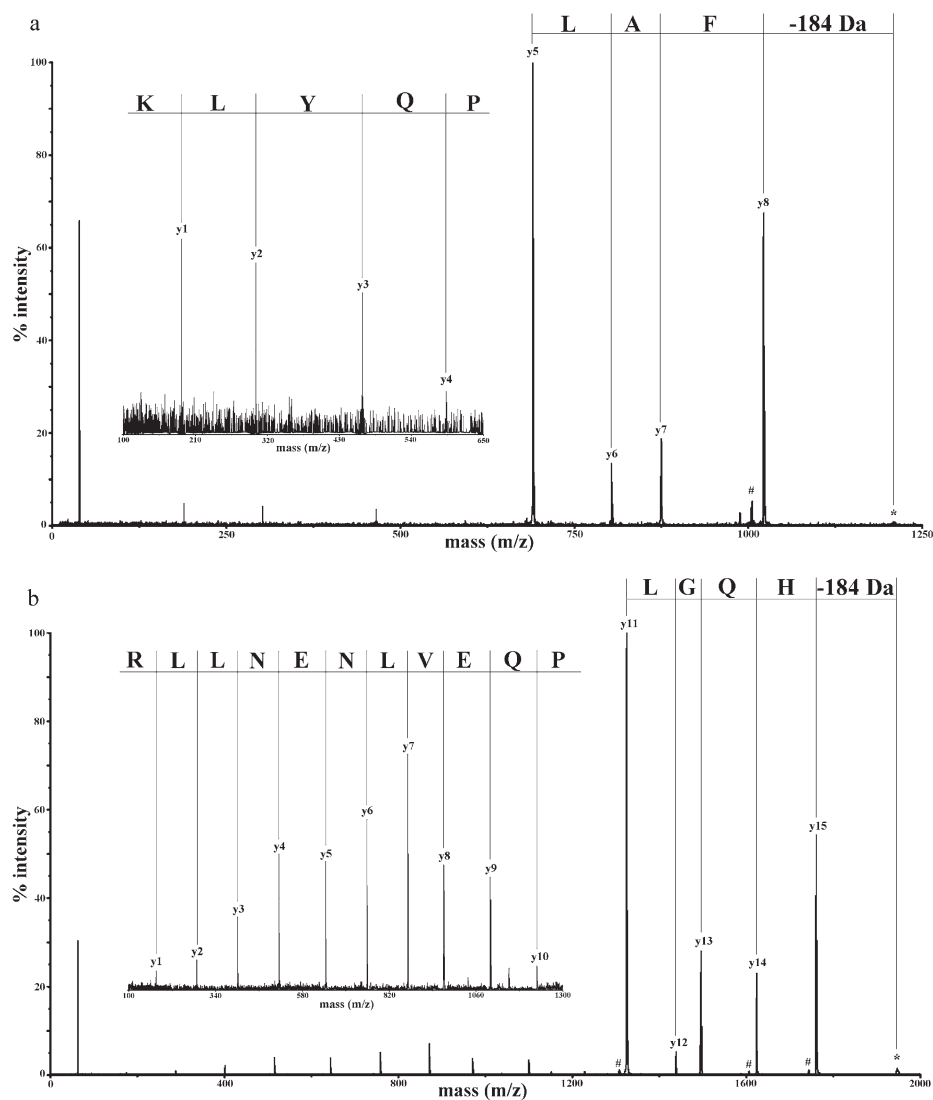 a
L A F -184 Da
y5
100
K L Y Q P
80
y1
y2
y8
60
y3
% intensity
40
y4
y7
20
y6
100 210 320 430 540 650
mass (m/z)
#
*
0
0 250 500 750 1000 1250
mass (m/z)
b
L G Q H -184 Da
100
y11
R L L N E N L V E Q P
80
y7
60
y6
y15
y4
y5
y8
% intensity
40
y9
y3
y13
y14
y2
y1
y10
20
100 340 580 820 1060 1300
mass (m/z)
y12
# # # *
0
0 400 800 1200 1600 2000
mass (m/z)